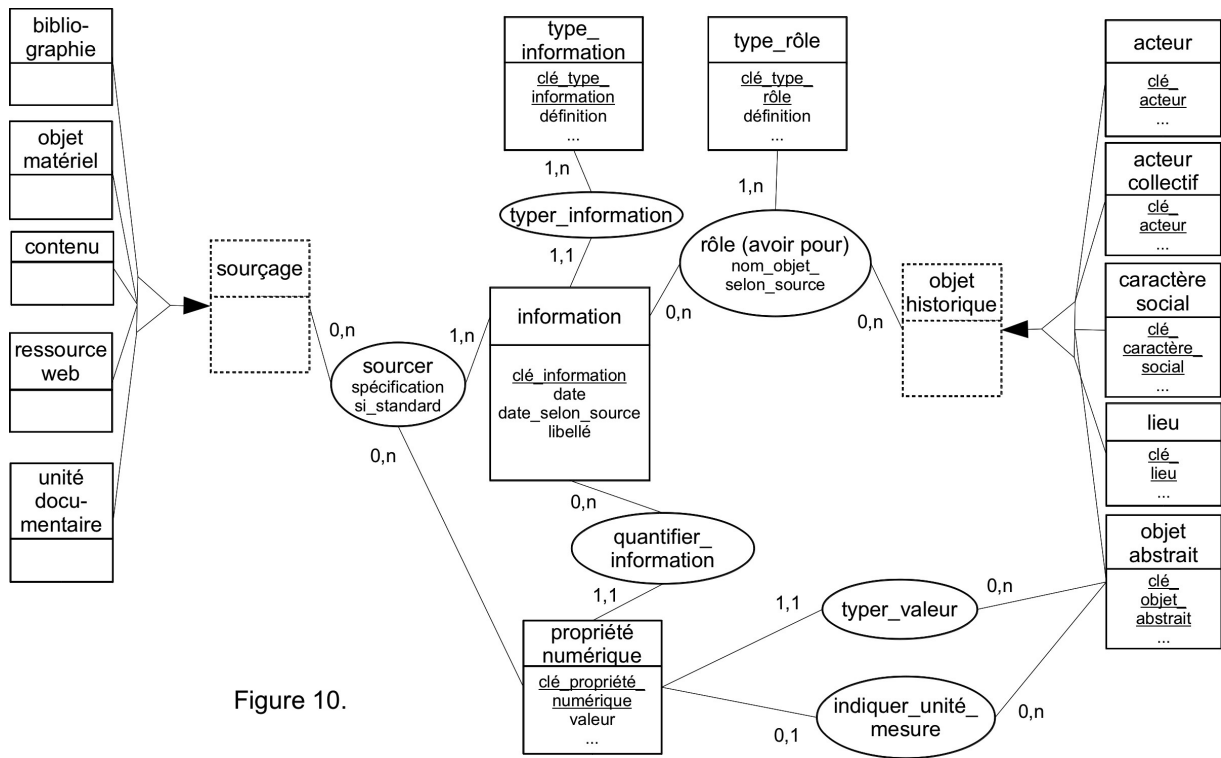 biblio-
graphie
objet
matériel
contenu
ressource
web
unité
docu-
mentaire
sourçage
0,n
sourcer
spécification
si_standard
1,n
0,n
type_
information
clé_type_
information
définition
...
1,n
typer_information
1,1
information
clé_information
date
date_selon_source
libellé
0,n
quantifier_
information
1,1
propriété
numérique
clé_propriété_
numérique
valeur
...
type_rôle
clé_type_
rôle
définition
...
1,n
rôle (avoir pour)
nom_objet_
selon_source
0,n
0,n
objet
historique
1,1
typer_valeur
0,n
0,1
indiquer_unité_
mesure
0,n
acteur
clé_
acteur
...
acteur
collectif
clé_
acteur
...
caractère
social
clé_
caractère_
social
...
lieu
clé_
lieu
...
objet
abstrait
clé_
objet_
abstrait
...
Figure 10.